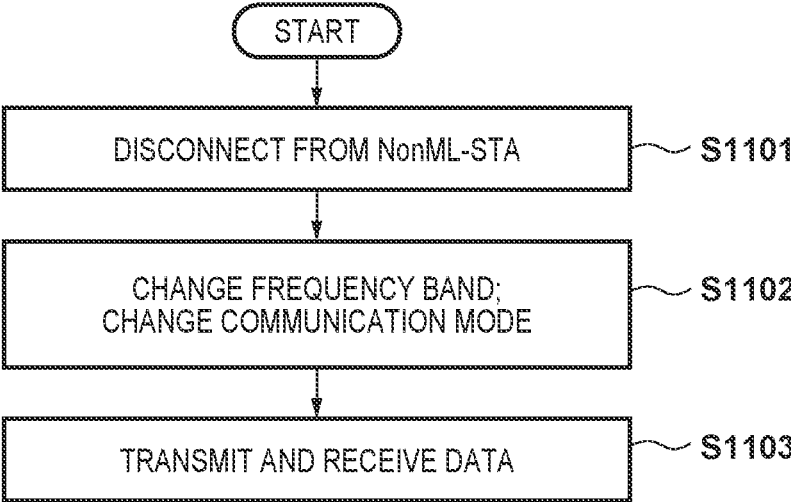 START
DISCONNECT FROM NonML-STA
S1101
CHANGE FREQUENCY BAND;
CHANGE COMMUNICATION MODE
S1102
TRANSMIT AND RECEIVE DATA
S1103